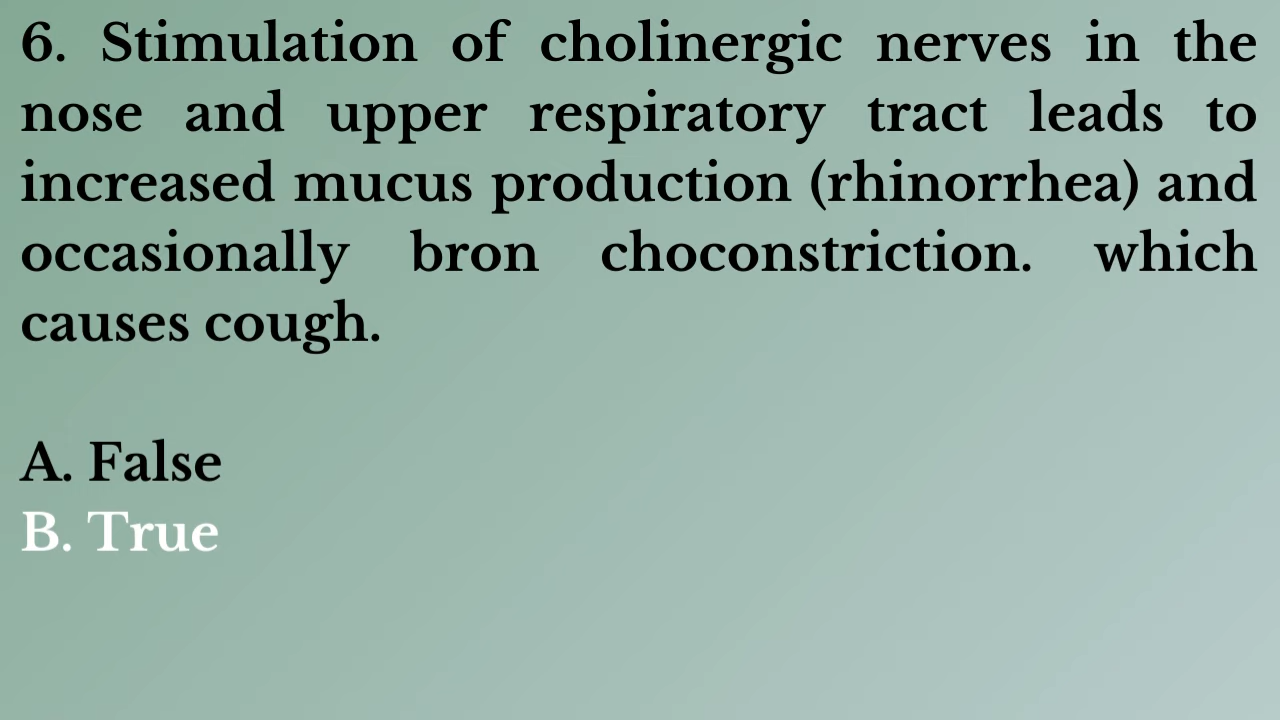 6. Stimulation of cholinergic nerves in the
nose and upper respiratory tract leads to
increased mucus production (rhinorrhea) and
occasionally bron choconstriction. which
causes cough.
A. False
B. True